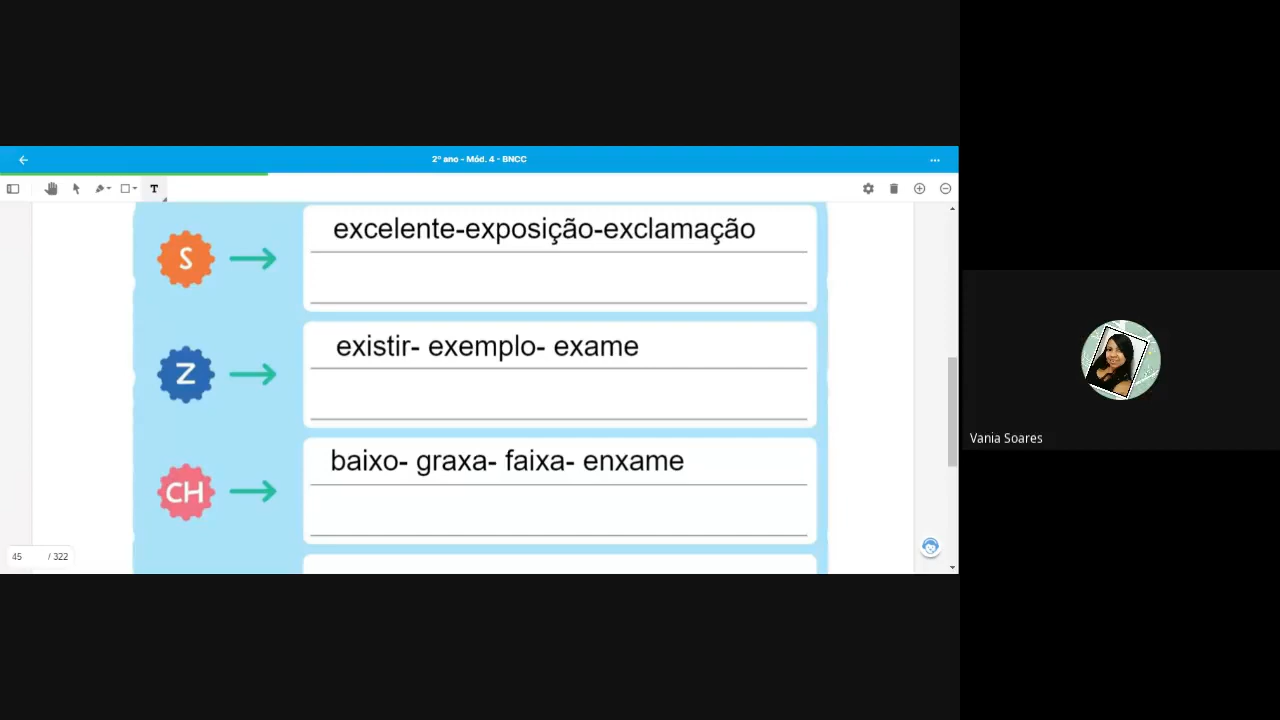 2º ano - Mód. 4 - BNCC
T
excelente-exposição-exclamação
S
existir- exemplo- exame
Z
baixo- graxa- faixa- enxame
CH
Vania Soares
45 / 322